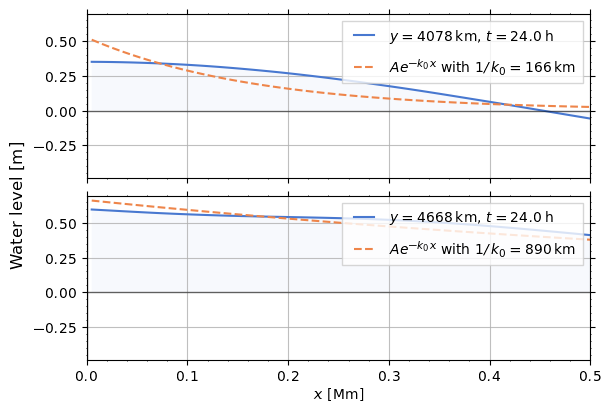 0.50
0.25
0.00
−0.25
y = 4078 km, t = 24.0 h
Ae^{−k₀x} with 1/k₀ = 166 km
Water level [m]
0.50
0.25
0.00
−0.25
y = 4668 km, t = 24.0 h
Ae^{−k₀x} with 1/k₀ = 890 km
0.0 0.1 0.2 0.3 0.4 0.5
x [Mm]